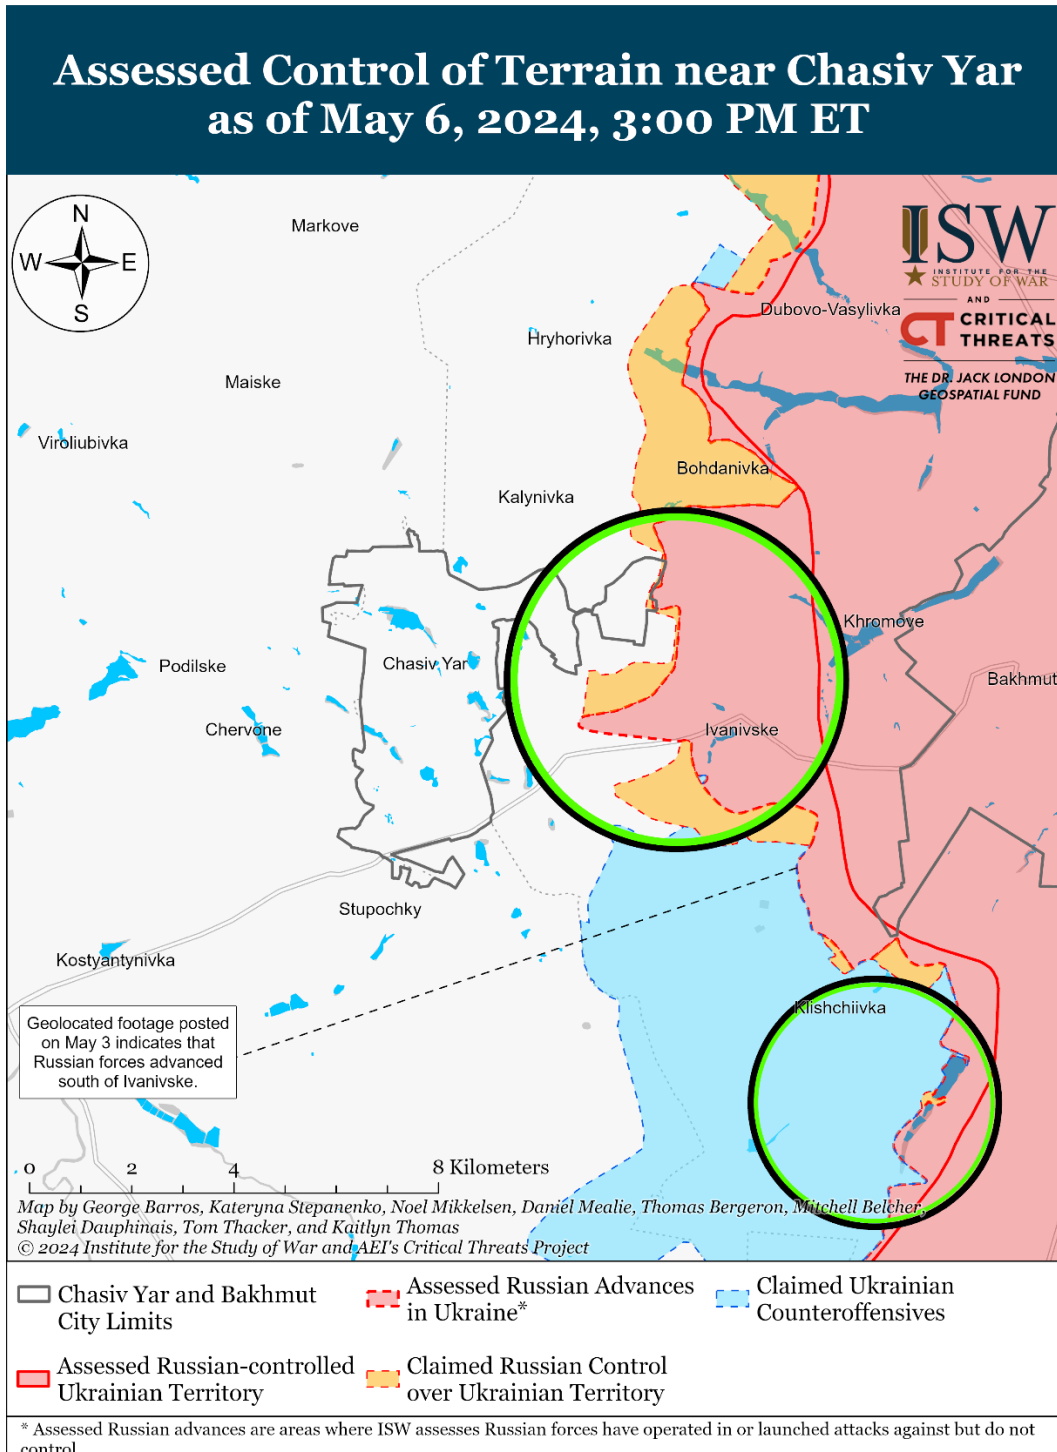 Assessed Control of Terrain near Chasiv Yar
as of May 6, 2024, 3:00 PM ET
N
W
E
S
Markove
ISW
INSTITUTE FOR THE
STUDY OF WAR
AND
CT CRITICAL
THREATS
THE DR. JACK LONDON
GEOSPATIAL FUND
Dubovo-Vasylivka
Hryhorivka
Maiske
Viroliubivka
Bohdanivka
Kalynivka
Khromove
Podilske
Chasiv Yar
Bakhmut
Chervone
Ivanivske
Stupochky
Kostyantynivka
Klishchiivka
Geolocated footage posted
on May 3 indicates that
Russian forces advanced
south of Ivanivske.
0 2 4 8 Kilometers
Map by George Barros, Kateryna Stepanenko, Noel Mikkelsen, Daniel Mealie, Thomas Bergeron, Mitchell Belcher,
Shaylei Dauphinais, Tom Thacker, and Kaitlyn Thomas
© 2024 Institute for the Study of War and AEI's Critical Threats Project
Chasiv Yar and Bakhmut
City Limits
Assessed Russian Advances
in Ukraine*
Claimed Ukrainian
Counteroffensives
Assessed Russian-controlled
Ukrainian Territory
Claimed Russian Control
over Ukrainian Territory
* Assessed Russian advances are areas where ISW assesses Russian forces have operated in or launched attacks against but do not
control